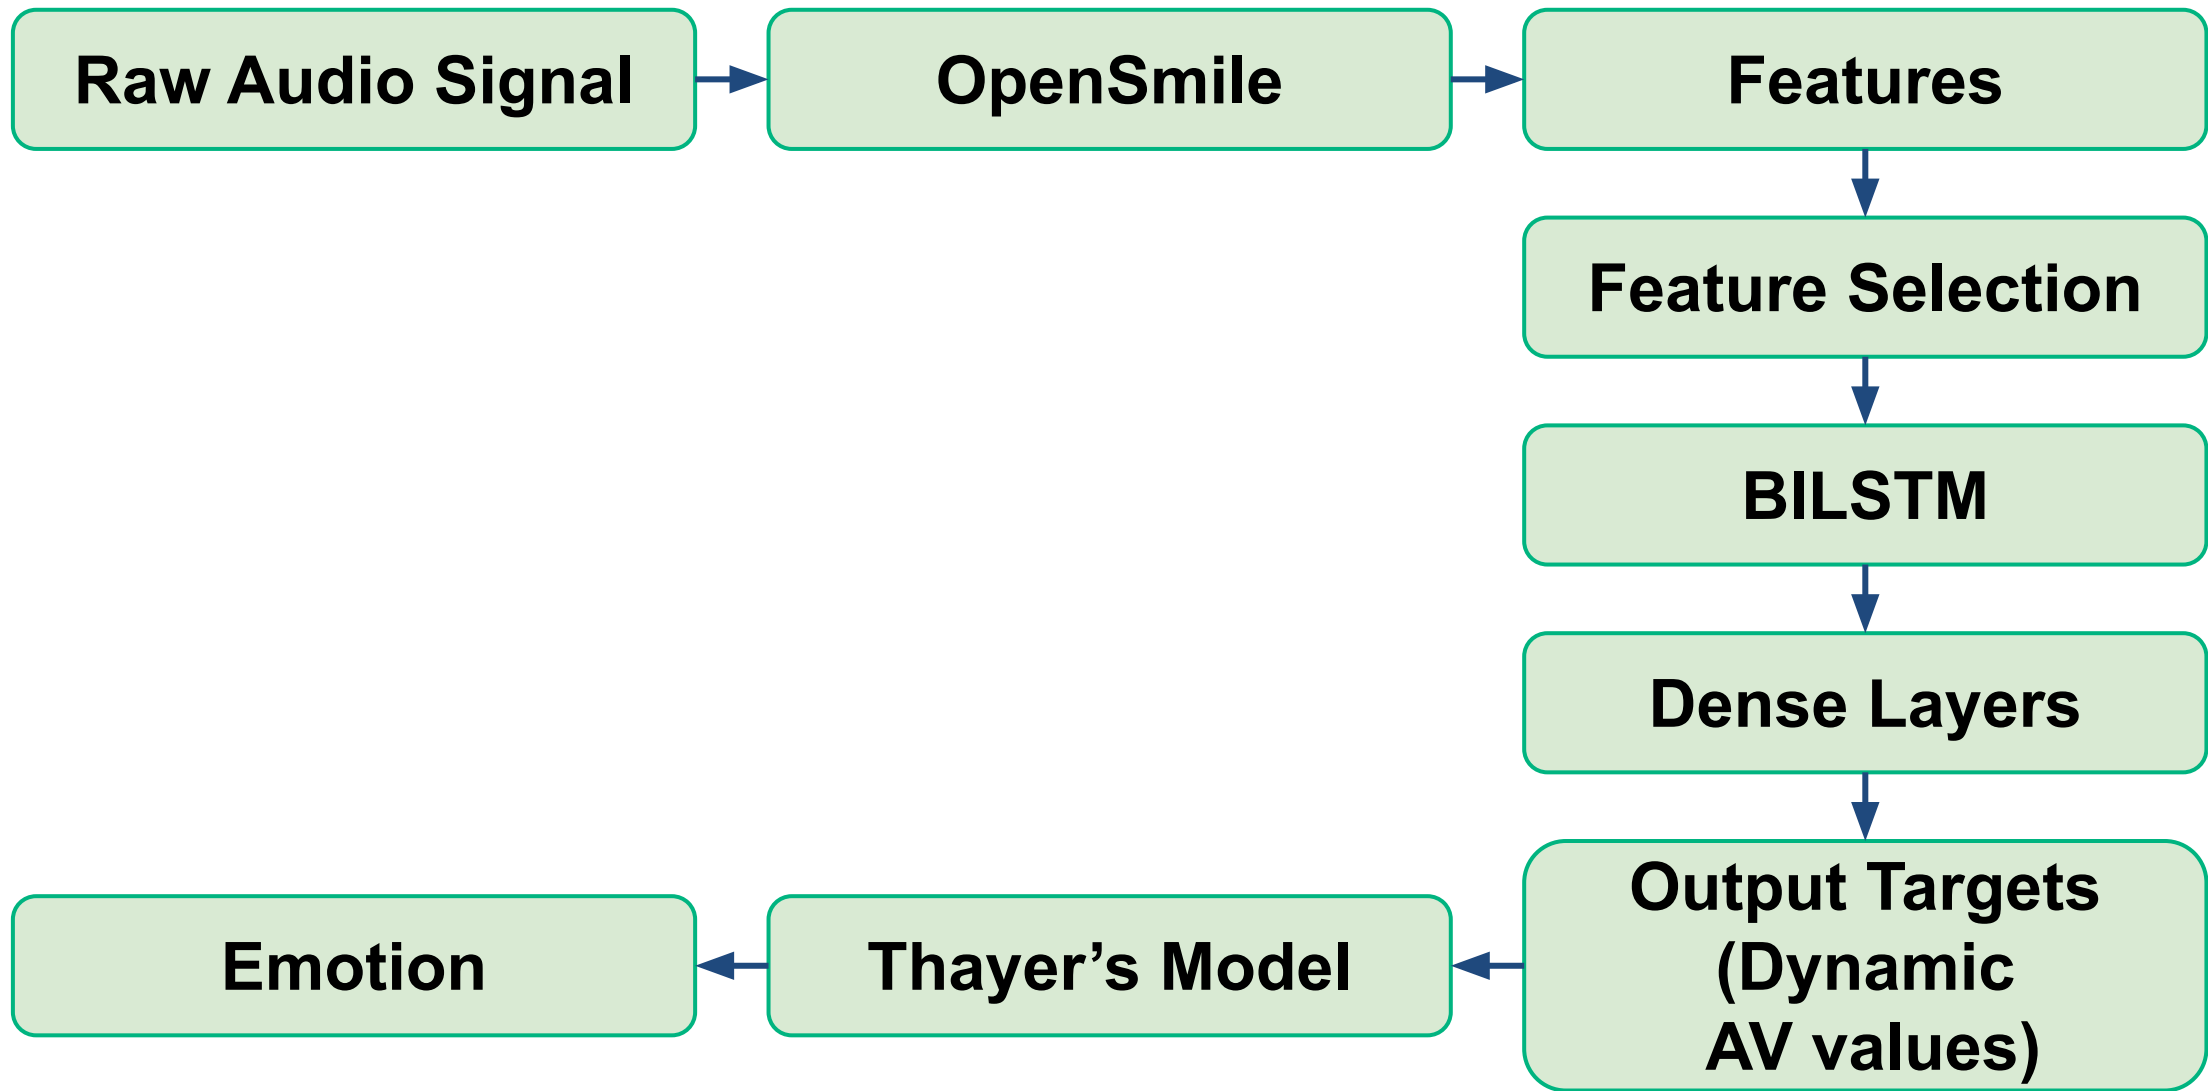 Raw Audio Signal
OpenSmile
Features
Feature Selection
BILSTM
Dense Layers
Output Targets
(Dynamic
AV values)
Thayer’s Model
Emotion